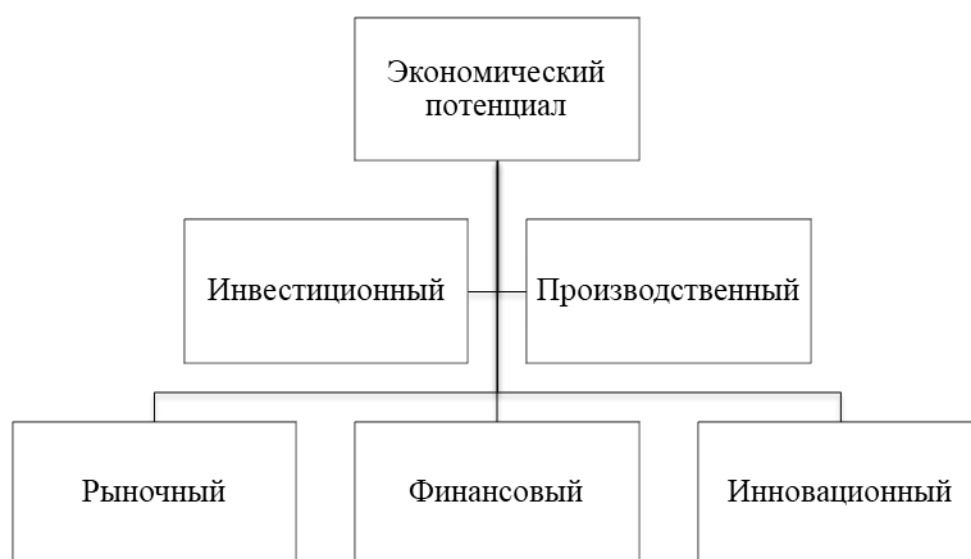 Экономический
потенциал
Инвестиционный
Производственный
Рыночный
Финансовый
Инновационный